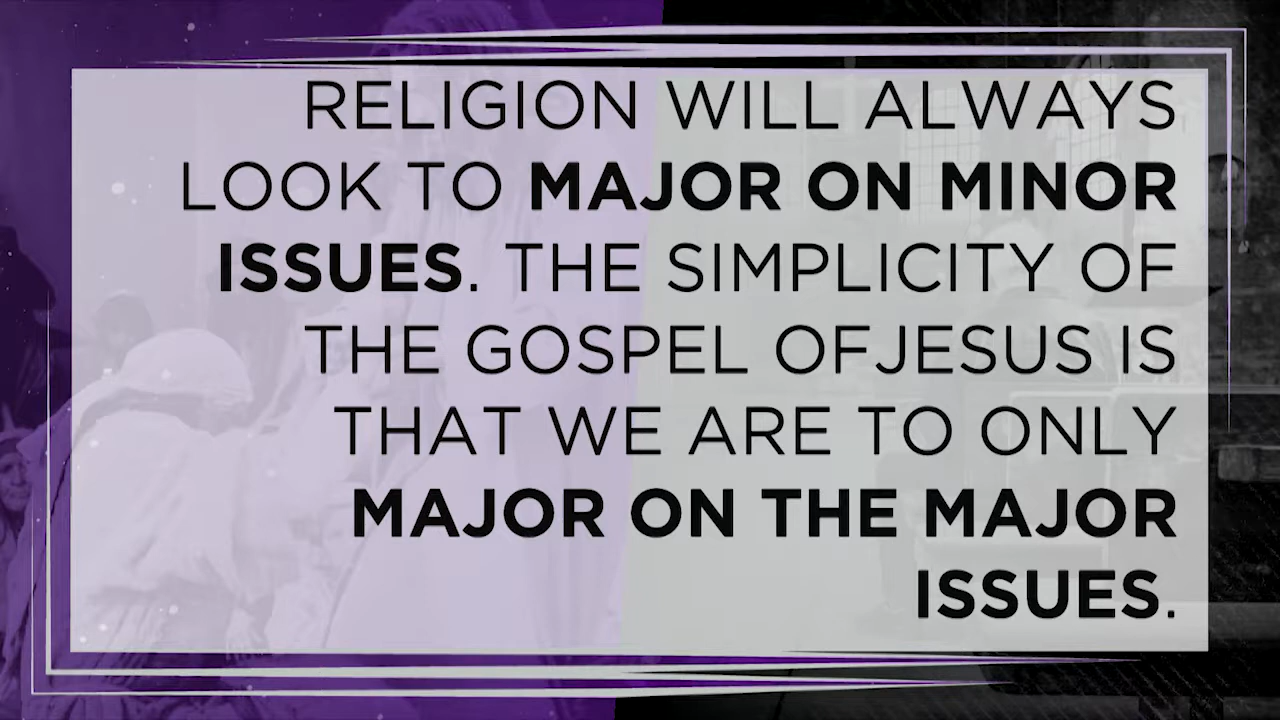 RELIGION WILL ALWAYS
LOOK TO MAJOR ON MINOR
ISSUES. THE SIMPLICITY OF
THE GOSPEL OFJESUS IS
THAT WE ARE TO ONLY
MAJOR ON THE MAJOR
ISSUES.